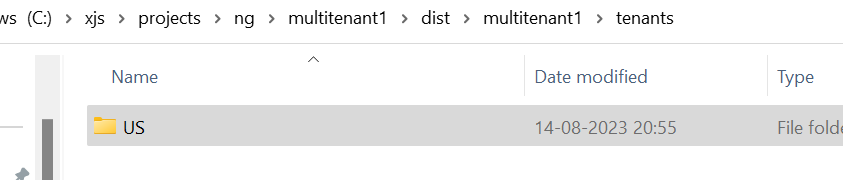 ws (C:) > xjs > projects > ng > multitenant1 > dist > multitenant1 > tenants
Name Date modified Type
US 14-08-2023 20:55 File folde